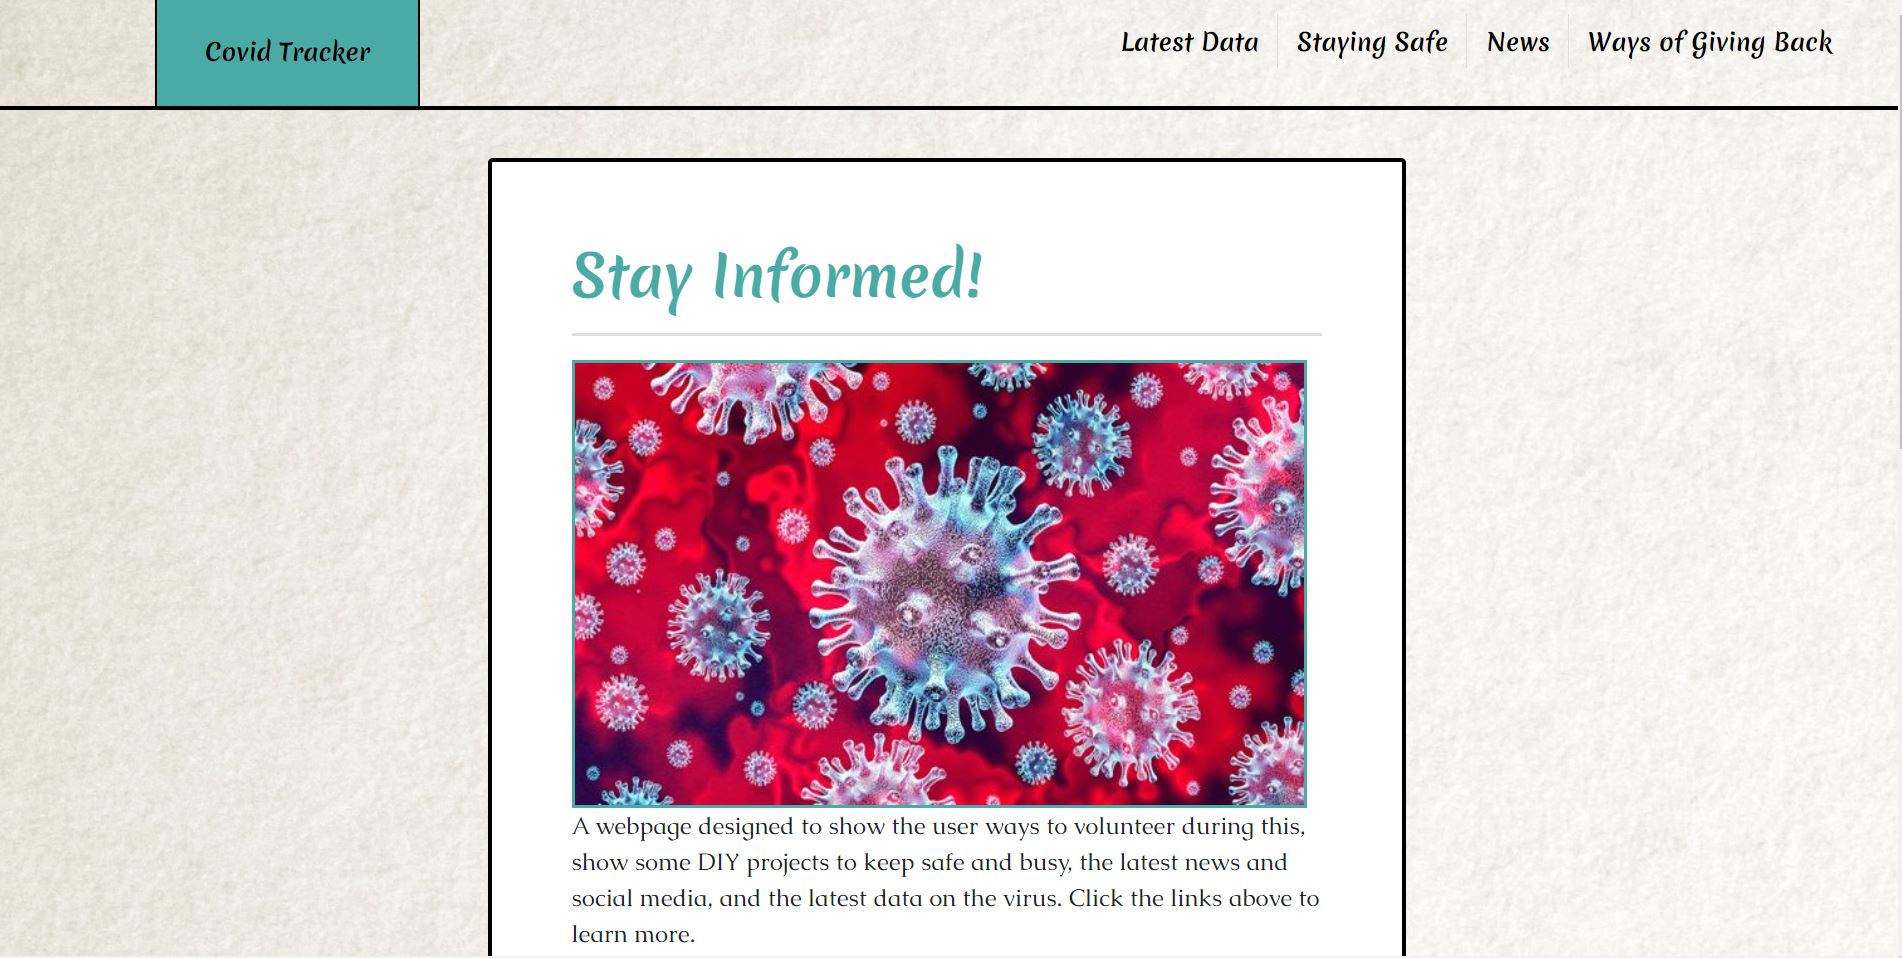 Covid Tracker
Latest Data
Staying Safe
News
Ways of Giving Back
Stay Informed!
A webpage designed to show the user ways to volunteer during this,
show some DIY projects to keep safe and busy, the latest news and
social media, and the latest data on the virus. Click the links above to
learn more.